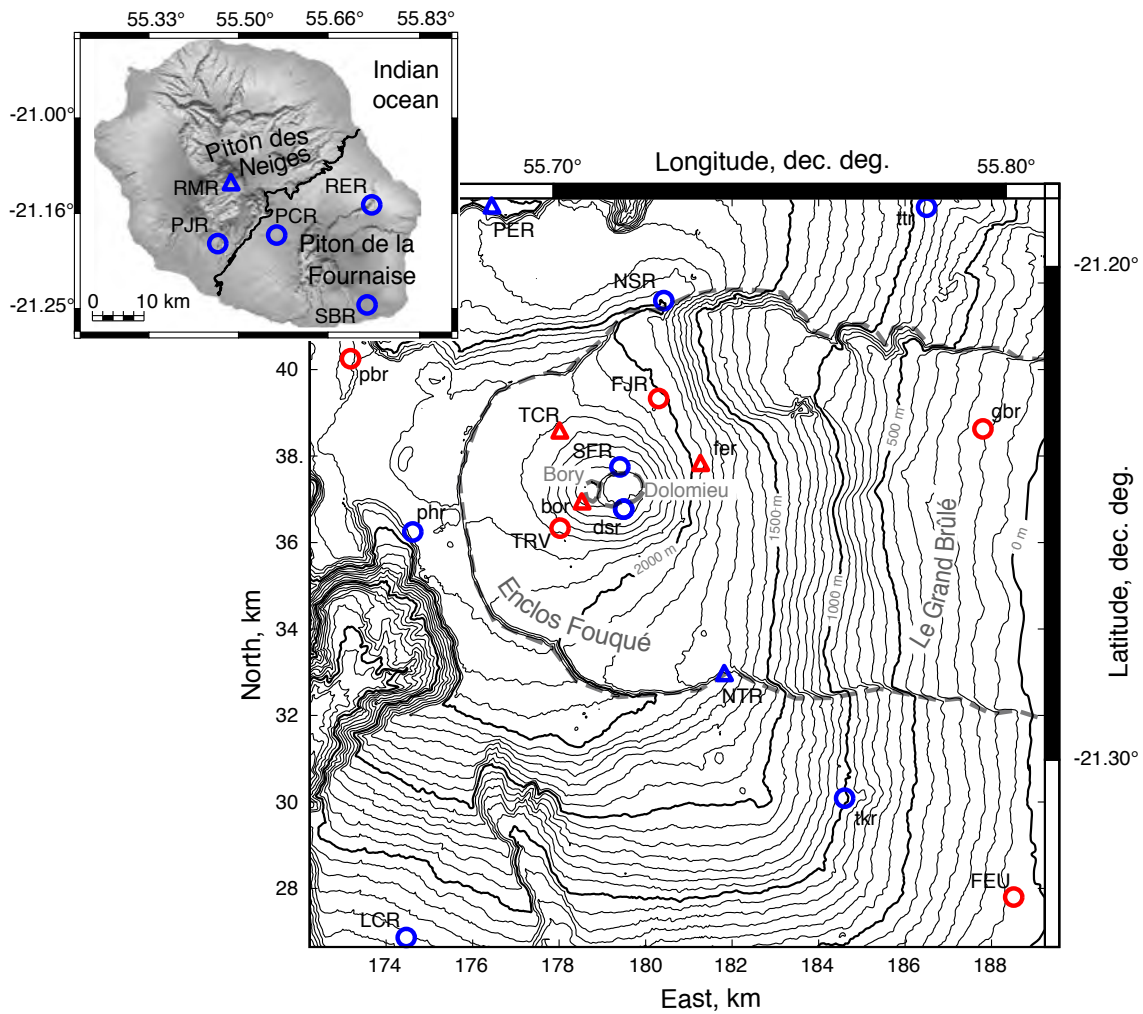 55.33°
55.50°
55.66°
55.83°
-21.00°
-21.16°
-21.25°
Indian
ocean
Piton des
Neiges
RMR
RER
PJR
PCR
Piton de la
Fournaise
SBR
0
10 km
Longitude, dec. deg.
55.70°
55.80°
-21.20°
-21.30°
Latitude, dec. deg.
PER
ttr
NSR
pbr
FJR
gbr
TCR
fer
SFR
Bory
Dolomieu
bor
dsr
phr
TRV
500 m
1500 m
0 m
2000 m
1000 m
Enclos Fouqué
Le Grand Brûlé
NTR
tkr
FEU
LCR
40
38
36
34
32
30
28
North, km
174
176
178
180
182
184
186
188
East, km